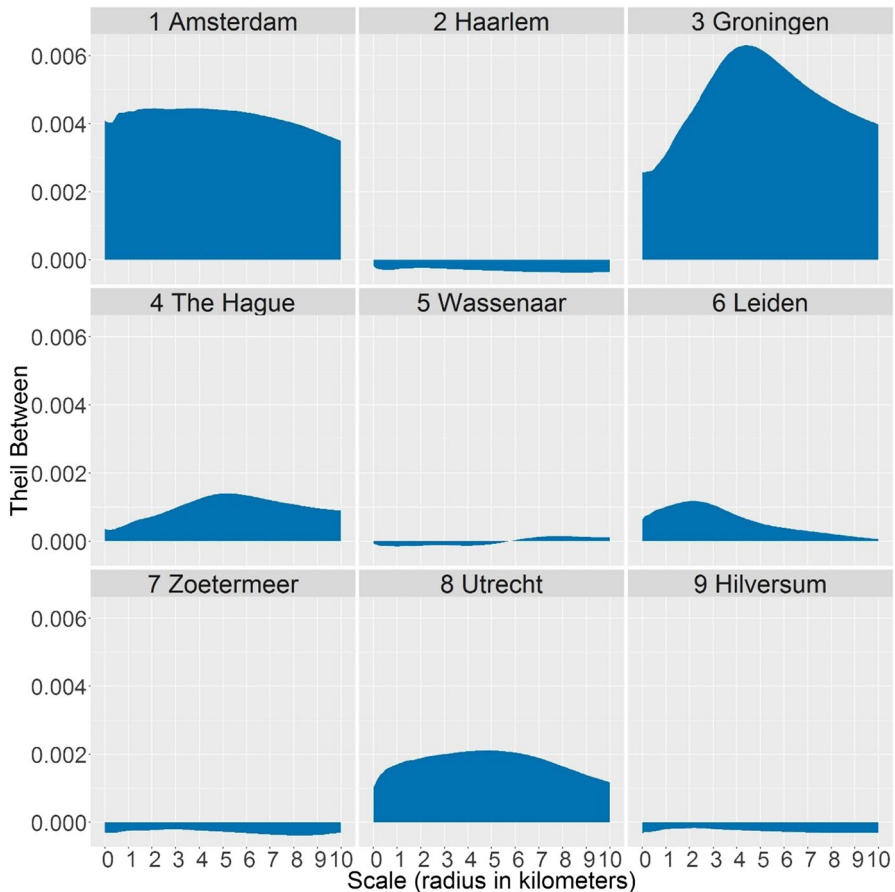 1 Amsterdam
2 Haarlem
3 Groningen
0.006
0.004
0.002
0.000
4 The Hague
5 Wassenaar
6 Leiden
0.006
0.004
0.002
0.000
Theil Between
7 Zoetermeer
8 Utrecht
9 Hilversum
0.006
0.004
0.002
0.000
0 1 2 3 4 5 6 7 8 9 10
0 1 2 3 4 5 6 7 8 9 10
0 1 2 3 4 5 6 7 8 9 10
Scale (radius in kilometers)